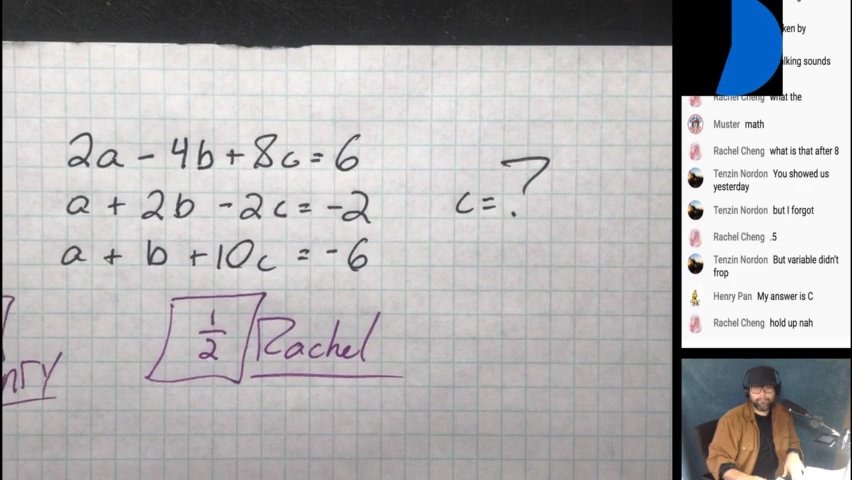 2a - 4b + 8c = 6
a + 2b - 2c = -2
a + b + 10c = -6
c = ?
1/2 Rachel
ken by
lking sounds
Rachel Cheng what the
Muster math
Rachel Cheng what is that after 8
Tenzin Nordon You showed us
yesterday
Tenzin Nordon but I forgot
Rachel Cheng .5
Tenzin Nordon But variable didn't
frop
Henry Pan My answer is C
Rachel Cheng hold up nah